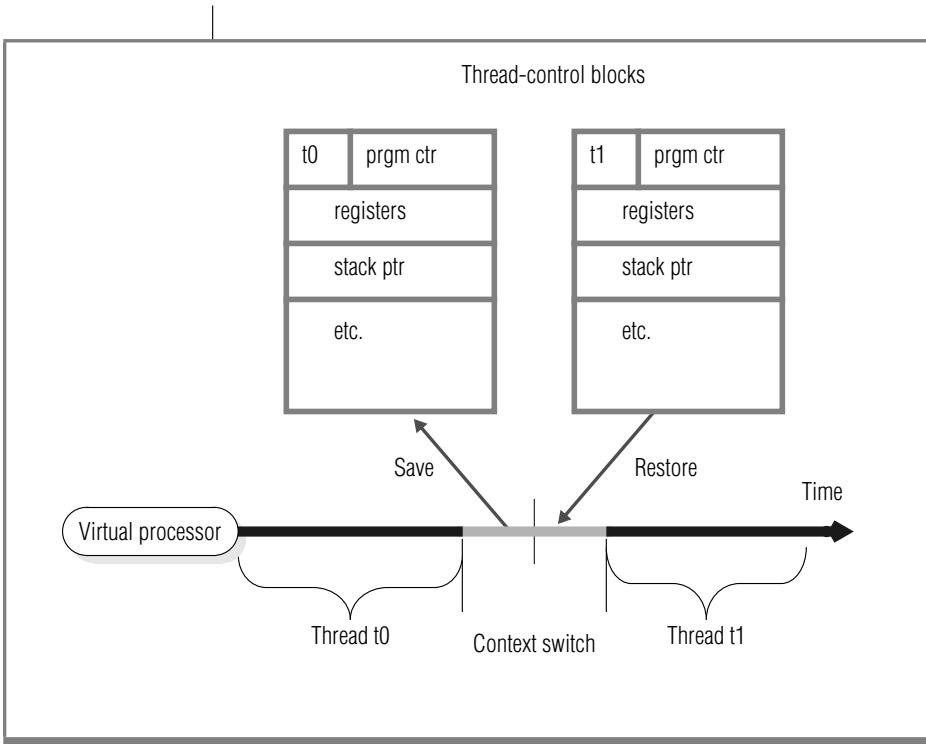 Thread-control blocks
t0 prgm ctr
registers
stack ptr
etc.
t1 prgm ctr
registers
stack ptr
etc.
Save
Restore
Time
Virtual processor
Thread t0
Context switch
Thread t1